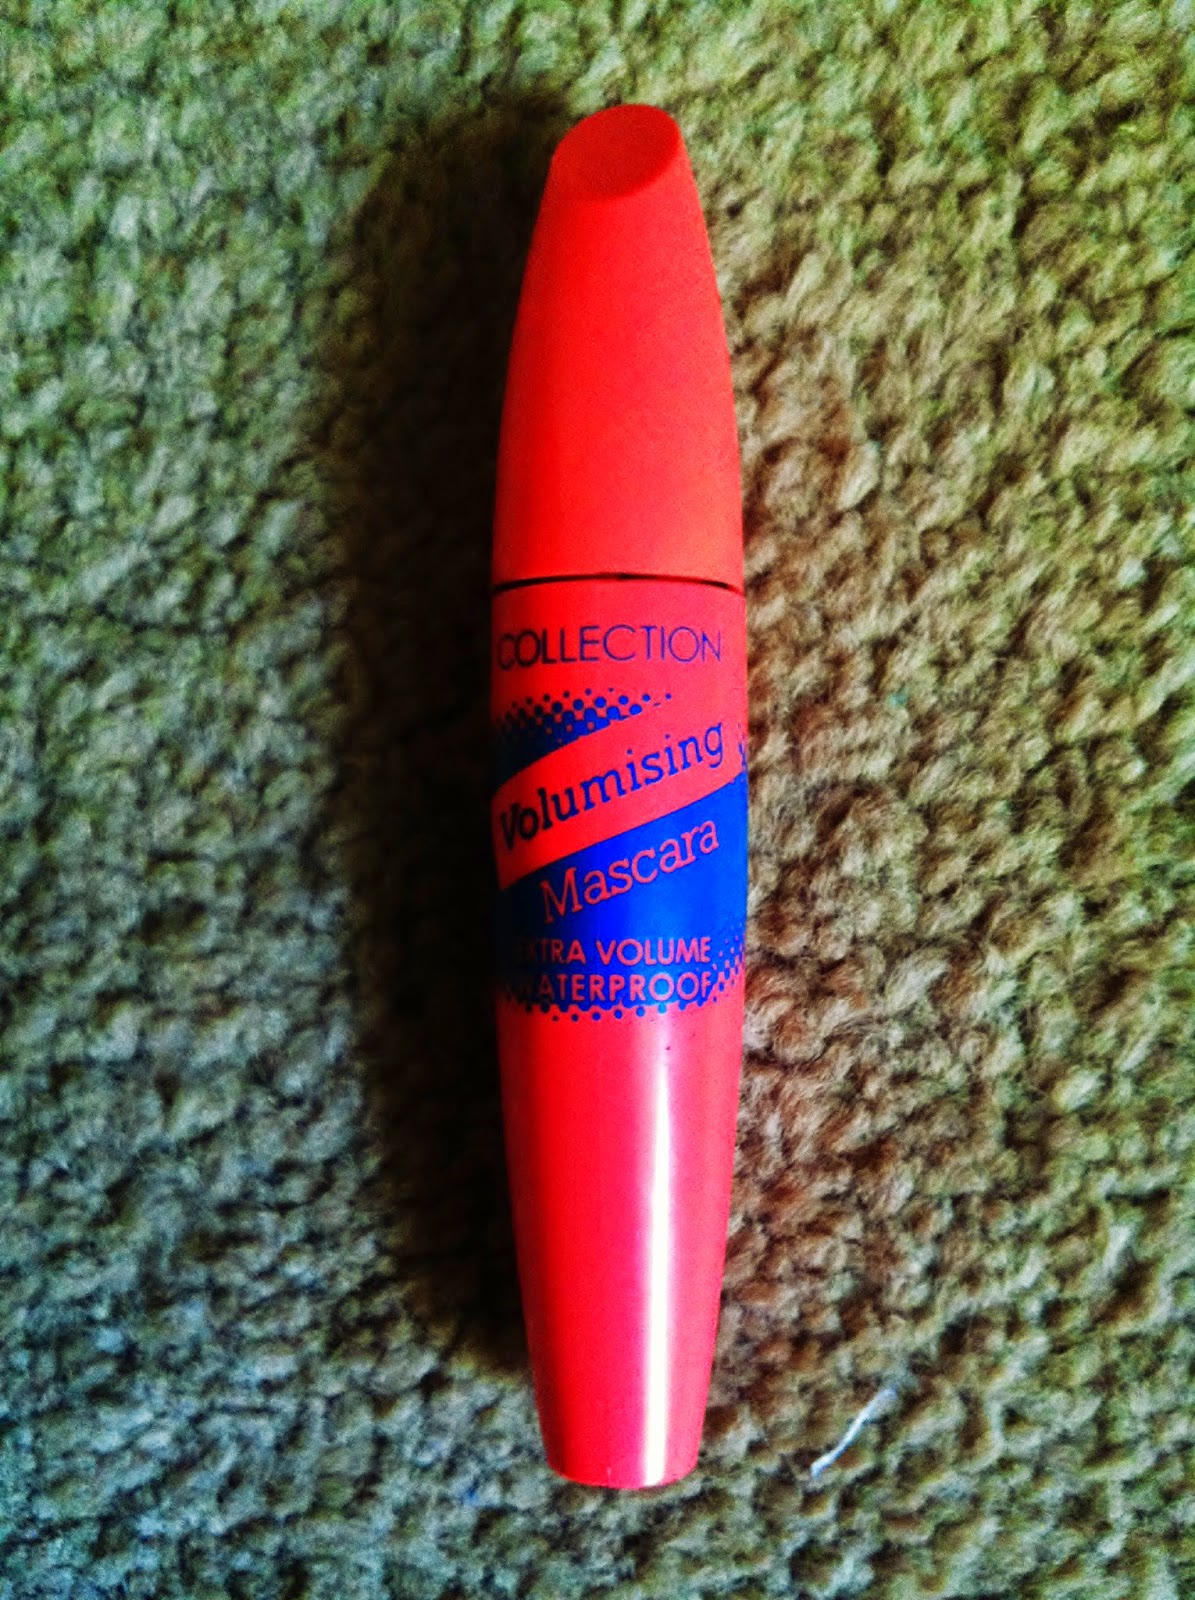 COLLECTION
Volumising
Mascara
EXTRA VOLUME
WATERPROOF